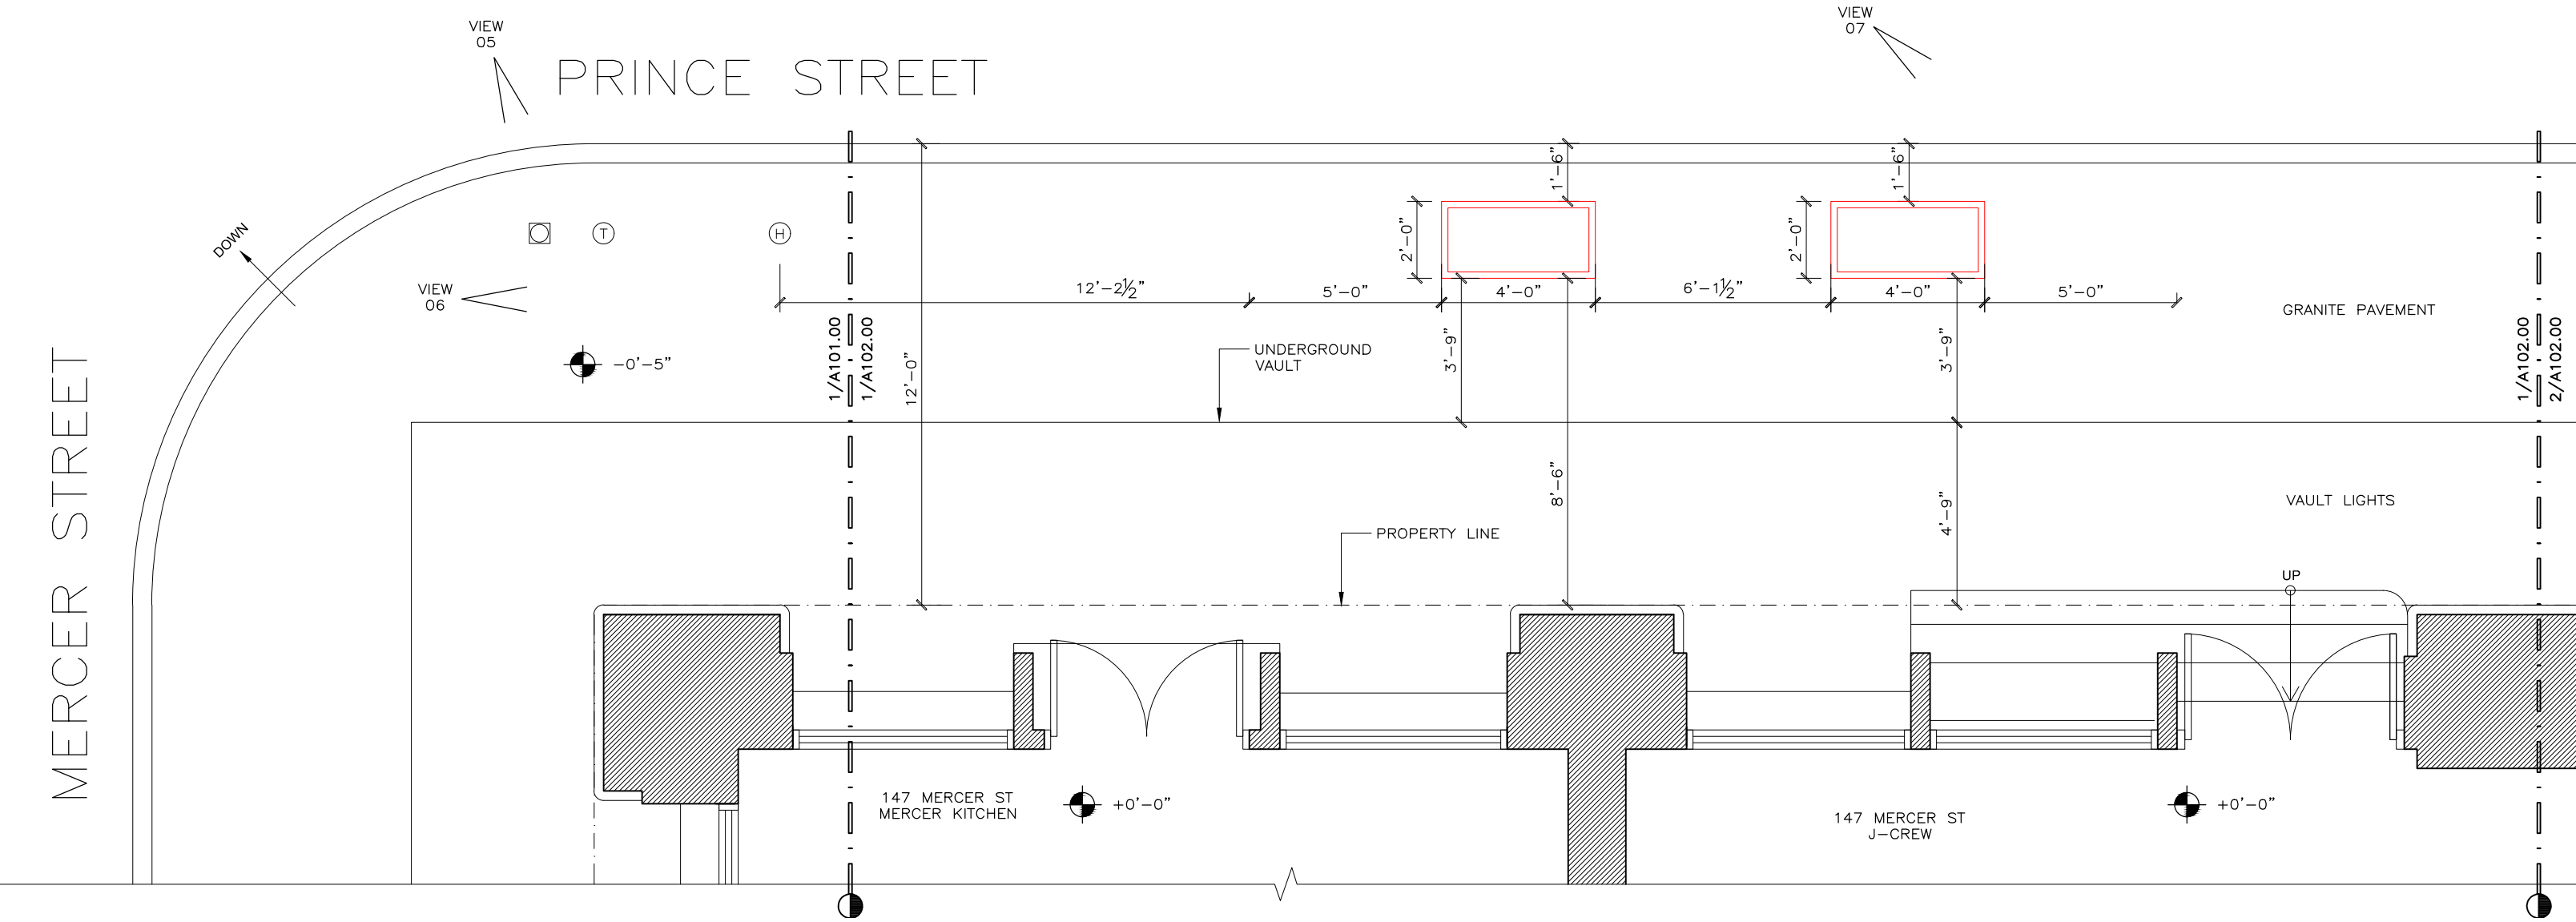 VIEW
05
VIEW
07
PRINCE STREET
1'-6"
1'-6"
DOWN
T
H
2'-0"
2'-0"
VIEW
06
12'-2½"
5'-0"
4'-0"
6'-1½"
4'-0"
5'-0"
GRANITE PAVEMENT
MERCER STREET
-0'-5"
1/A101.00
1/A102.00
12'-0"
UNDERGROUND
VAULT
3'-9"
3'-9"
1/A102.00
2/A102.00
8'-6"
4'-9"
VAULT LIGHTS
PROPERTY LINE
UP
147 MERCER ST
MERCER KITCHEN
+0'-0"
147 MERCER ST
J-CREW
+0'-0"